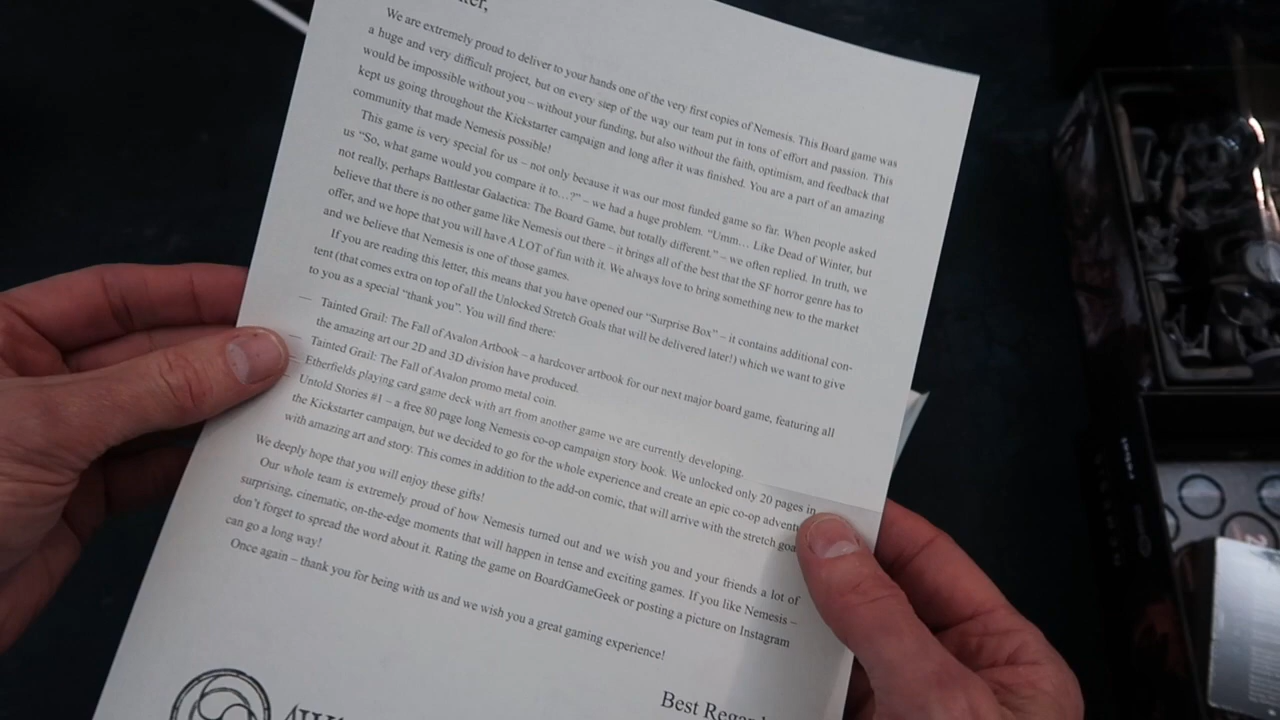 We are extremely proud to deliver to your hands one of the very first copies of Nemesis. This Board game was
a huge and very difficult project, but on every step of the way our team put in tons of effort and passion. This
would be impossible without you – without your funding, but also without the faith, optimism, and feedback that
kept us going throughout the Kickstarter campaign and long after it was finished. You are a part of an amazing
community that made Nemesis possible!
This game is very special for us – not only because it was our most funded game so far. When people asked
us “So, what game would you compare it to…?” – we had a huge problem. “Umm… Like Dead of Winter, but
not really, perhaps Battlestar Galactica: The Board Game, but totally different.” – we often replied. In truth, we
believe that there is no other game like Nemesis out there – it brings all of the best that the SF horror genre has to
offer, and we hope that you will have A LOT of fun with it. We always love to bring something new to the market
and we believe that Nemesis is one of those games.
If you are reading this letter, this means that you have opened our “Surprise Box” – it contains additional con-
tent (that comes extra on top of all the Unlocked Stretch Goals that will be delivered later!) which we want to give
to you as a special “thank you”. You will find there:
— Tainted Grail: The Fall of Avalon Artbook – a hardcover artbook for our next major board game, featuring all
the amazing art our 2D and 3D division have produced.
— Tainted Grail: The Fall of Avalon promo metal coin.
— Etherfields playing card game deck with art from another game we are currently developing.
— Untold Stories #1 – a free 80 page long Nemesis co-op campaign story book. We unlocked only 20 pages in
the Kickstarter campaign, but we decided to go for the whole experience and create an epic co-op advent
with amazing art and story. This comes in addition to the add-on comic, that will arrive with the stretch goa
We deeply hope that you will enjoy these gifts!
Our whole team is extremely proud of how Nemesis turned out and we wish you and your friends a lot of
surprising, cinematic, on-the-edge moments that will happen in tense and exciting games. If you like Nemesis –
don’t forget to spread the word about it. Rating the game on BoardGameGeek or posting a picture on Instagram
can go a long way!
Once again – thank you for being with us and we wish you a great gaming experience!
Best Regar